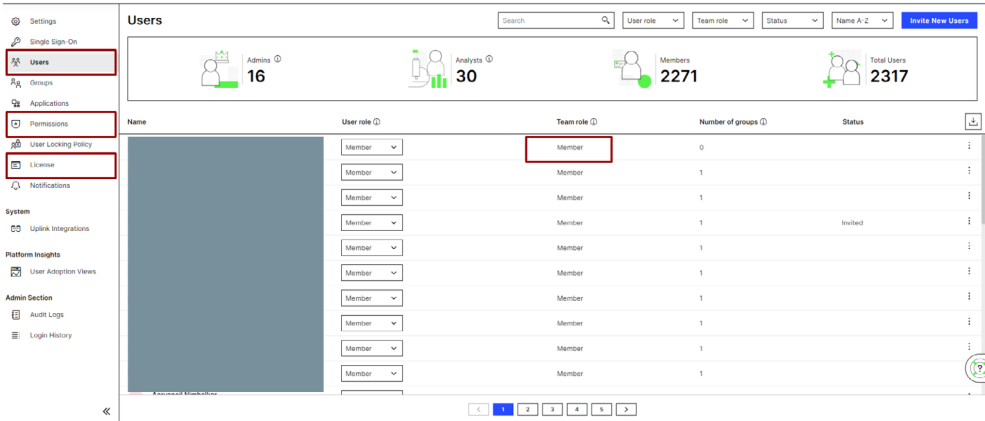 Settings
Single Sign-On
Users
Groups
Applications
Permissions
User Locking Policy
License
Notifications
System
Uplink Integrations
Platform Insights
User Adoption Views
Admin Section
Audit Logs
Login History
«
Users
Search User role Team role Status Name A-Z Invite New Users
Admins
16
Analysts
30
Members
2271
Total Users
2317
Name User role Team role Number of groups Status
Member Member 0
Member Member 1
Member Member 1
Member Member 1 Invited
Member Member 1
Member Member 1
Member Member 1
Member Member 1
Member Member 1
Member Member 1
?
< 1 2 3 4 5 >